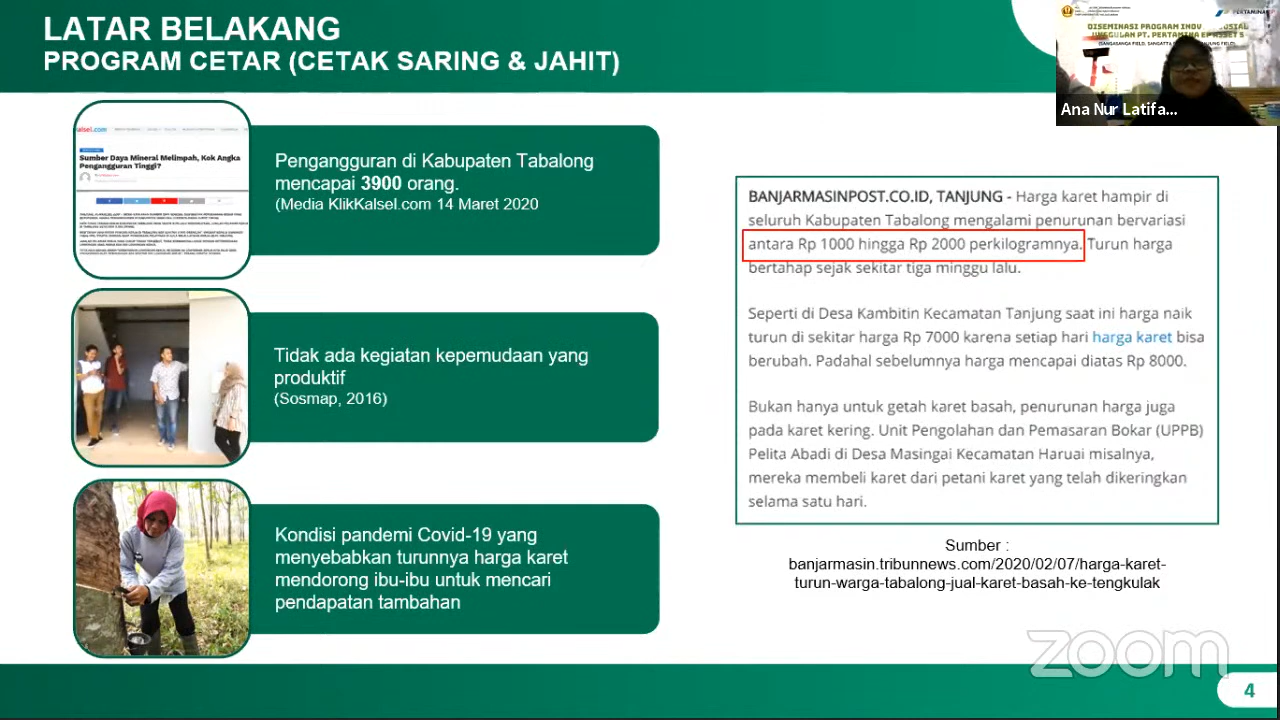 LATAR BELAKANG
PROGRAM CETAR (CETAK SARING & JAHIT)
Sumber Daya Mineral Melimpah, Kok Angka
Pengangguran Tinggi?
Pengangguran di Kabupaten Tabalong
mencapai 3900 orang.
(Media KlikKalsel.com 14 Maret 2020
Tidak ada kegiatan kepemudaan yang
produktif
(Sosmap, 2016)
Kondisi pandemi Covid-19 yang
menyebabkan turunnya harga karet
mendorong ibu-ibu untuk mencari
pendapatan tambahan
PERTAMINA
DISEMINASI PROGRAM
Ana Nur Latifa...
BANJARMASINPOST.CO.ID, TANJUNG - Harga karet hampir di
seluruh Kabupaten Tabalong mengalami penurunan bervariasi
antara Rp 1000 hingga Rp 2000 perkilogramnya. Turun harga
bertahap sejak sekitar tiga minggu lalu.
Seperti di Desa Kambitin Kecamatan Tanjung saat ini harga naik
turun di sekitar harga Rp 7000 karena setiap hari harga karet bisa
berubah. Padahal sebelumnya harga mencapai diatas Rp 8000.
Bukan hanya untuk getah karet basah, penurunan harga juga
pada karet kering. Unit Pengolahan dan Pemasaran Bokar (UPPB)
Pelita Abadi di Desa Masingai Kecamatan Haruai misalnya,
mereka membeli karet dari petani karet yang telah dikeringkan
selama satu hari.
Sumber :
banjarmasin.tribunnews.com/2020/02/07/harga-karet-
turun-warga-tabalong-jual-karet-basah-ke-tengkulak
zoom
4